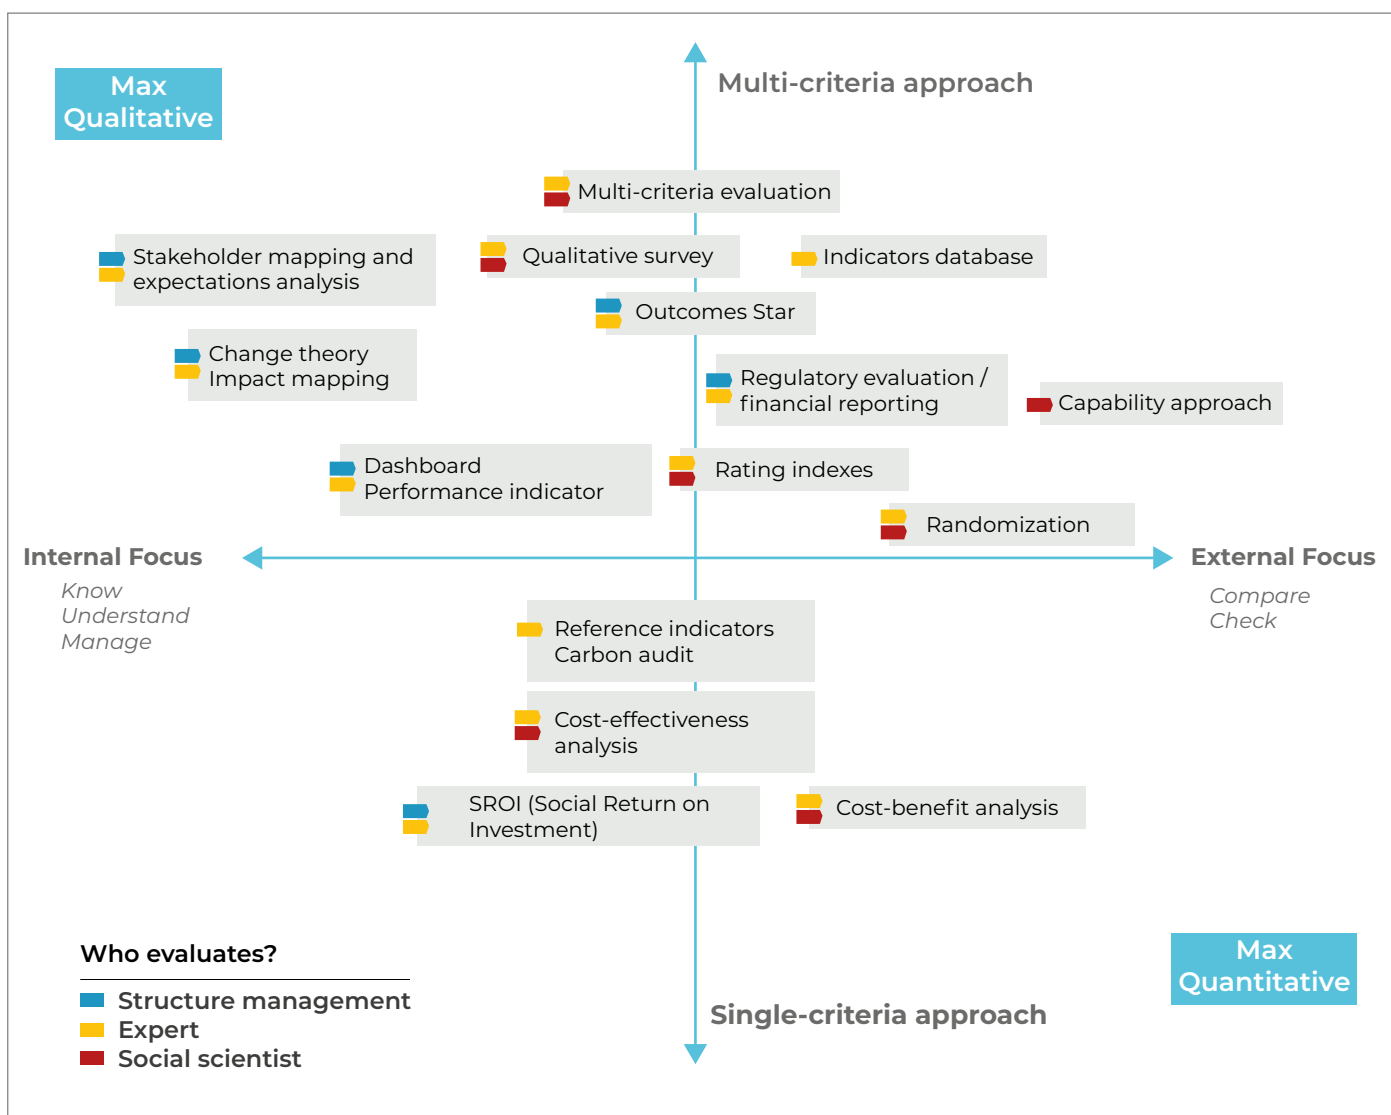 Max
Qualitative
Multi-criteria approach
Multi-criteria evaluation
Stakeholder mapping and
expectations analysis
Qualitative survey
Indicators database
Outcomes Star
Change theory
Impact mapping
Regulatory evaluation /
financial reporting
Capability approach
Dashboard
Performance indicator
Rating indexes
Randomization
Internal Focus
Know
Understand
Manage
External Focus
Compare
Check
Reference indicators
Carbon audit
Cost-effectiveness
analysis
SROI (Social Return on
Investment)
Cost-benefit analysis
Who evaluates?
Structure management
Expert
Social scientist
Max
Quantitative
Single-criteria approach